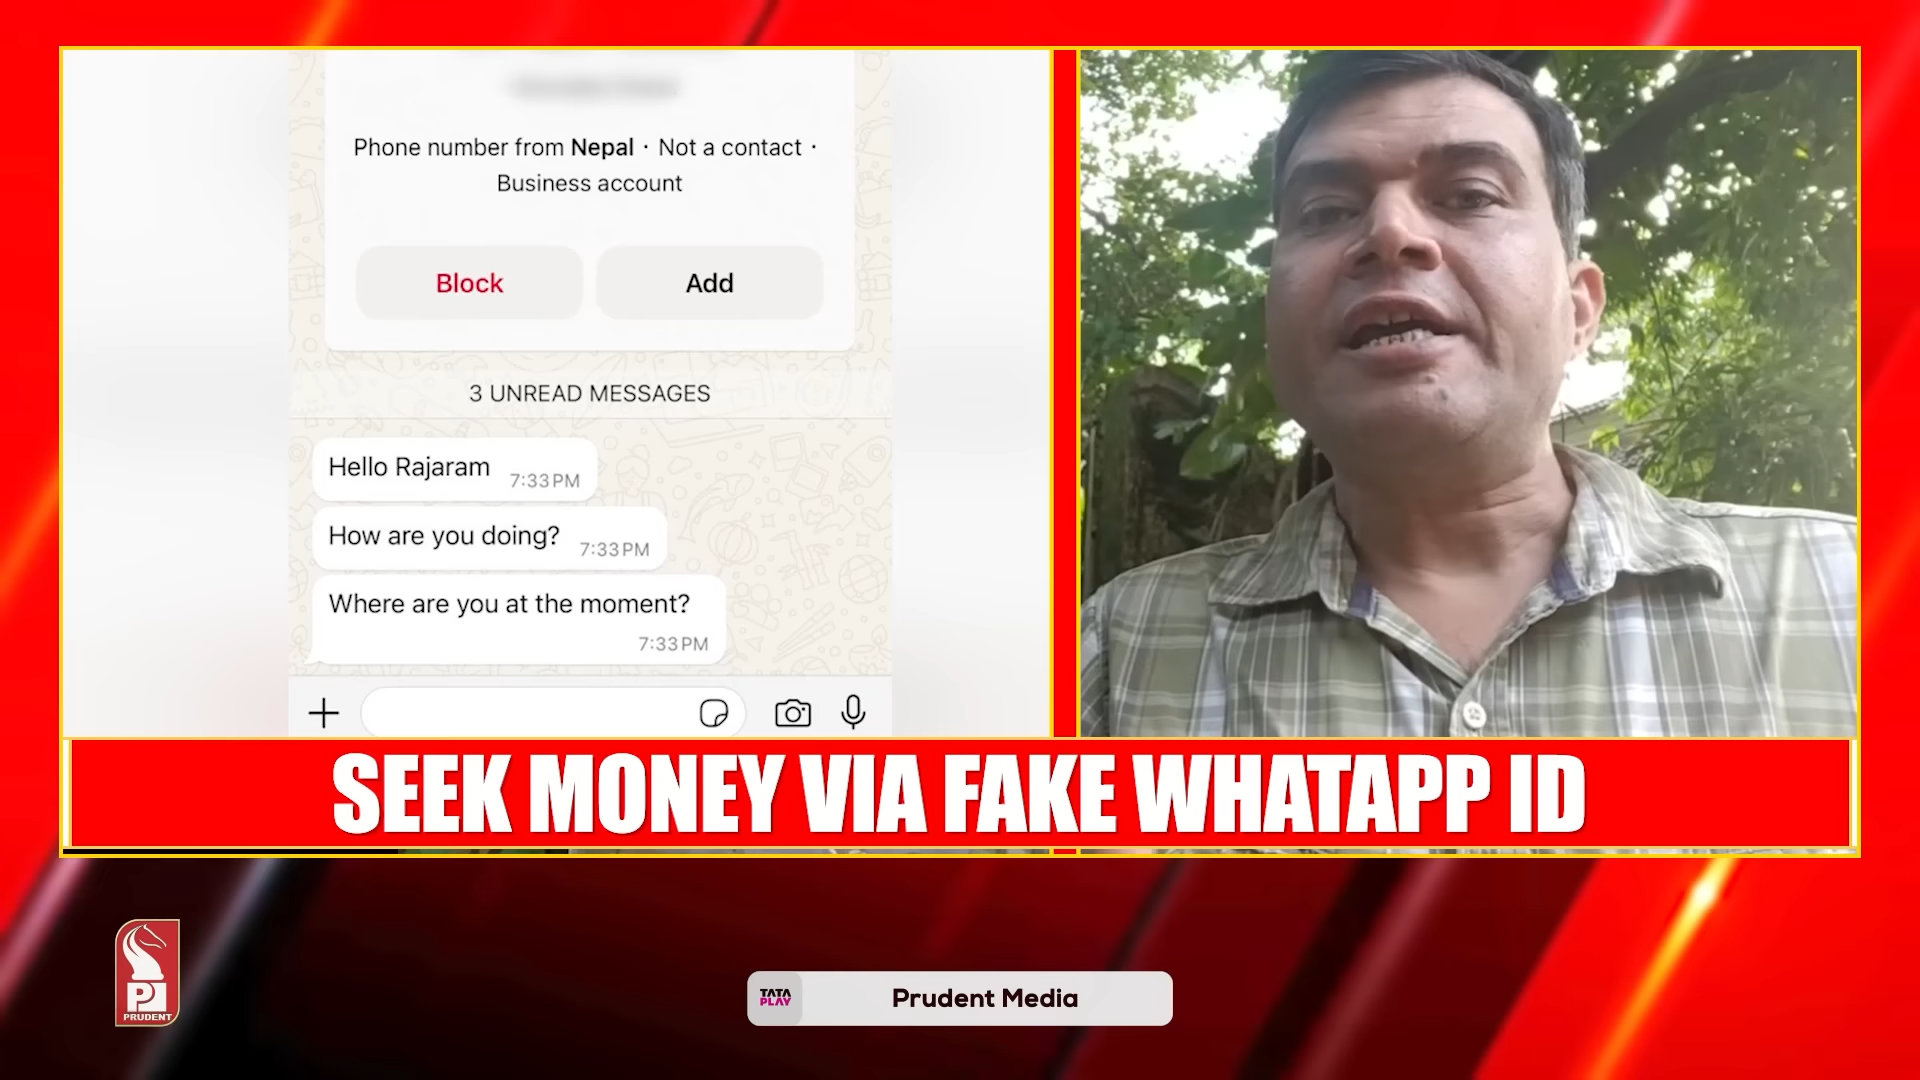 Phone number from Nepal · Not a contact ·
Business account
Block
Add
3 UNREAD MESSAGES
Hello Rajaram 7:33 PM
How are you doing? 7:33 PM
Where are you at the moment?
7:33 PM
SEEK MONEY VIA FAKE WHATAPP ID
PRUDENT
TATA
PLAY
Prudent Media